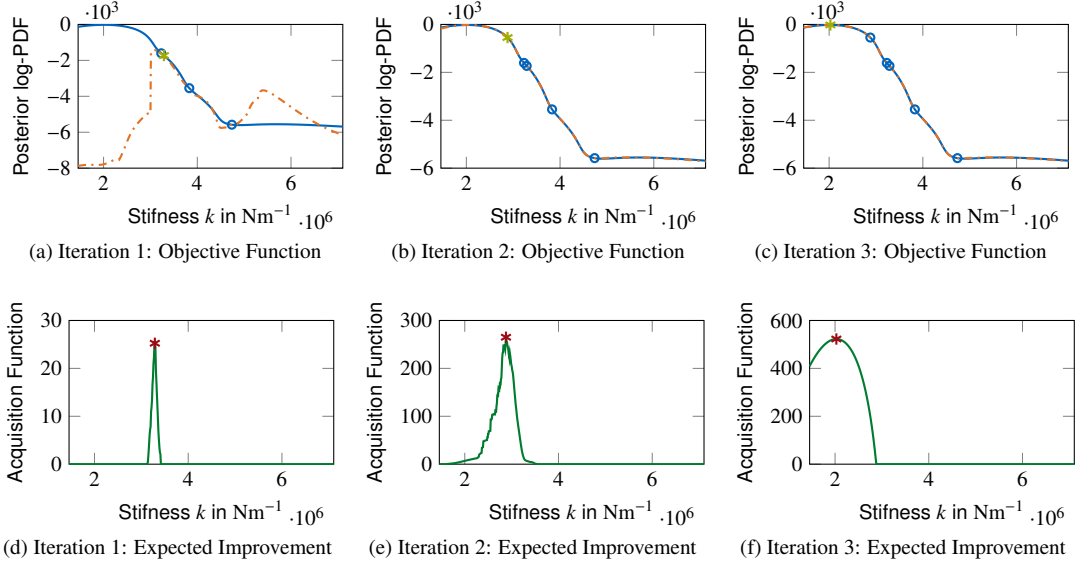 ·10³ ·10³ ·10³
Posterior log-PDF
0
−2
−4
−6
−8
2 4 6
Stifness k in Nm⁻¹ ·10⁶
(a) Iteration 1: Objective Function
Posterior log-PDF
0
−2
−4
−6
2 4 6
Stifness k in Nm⁻¹ ·10⁶
(b) Iteration 2: Objective Function
Posterior log-PDF
0
−2
−4
−6
2 4 6
Stifness k in Nm⁻¹ ·10⁶
(c) Iteration 3: Objective Function
Acquisition Function
30
20
10
0
2 4 6
Stifness k in Nm⁻¹ ·10⁶
(d) Iteration 1: Expected Improvement
Acquisition Function
300
200
100
0
2 4 6
Stifness k in Nm⁻¹ ·10⁶
(e) Iteration 2: Expected Improvement
Acquisition Function
600
400
200
0
2 4 6
Stifness k in Nm⁻¹ ·10⁶
(f) Iteration 3: Expected Improvement